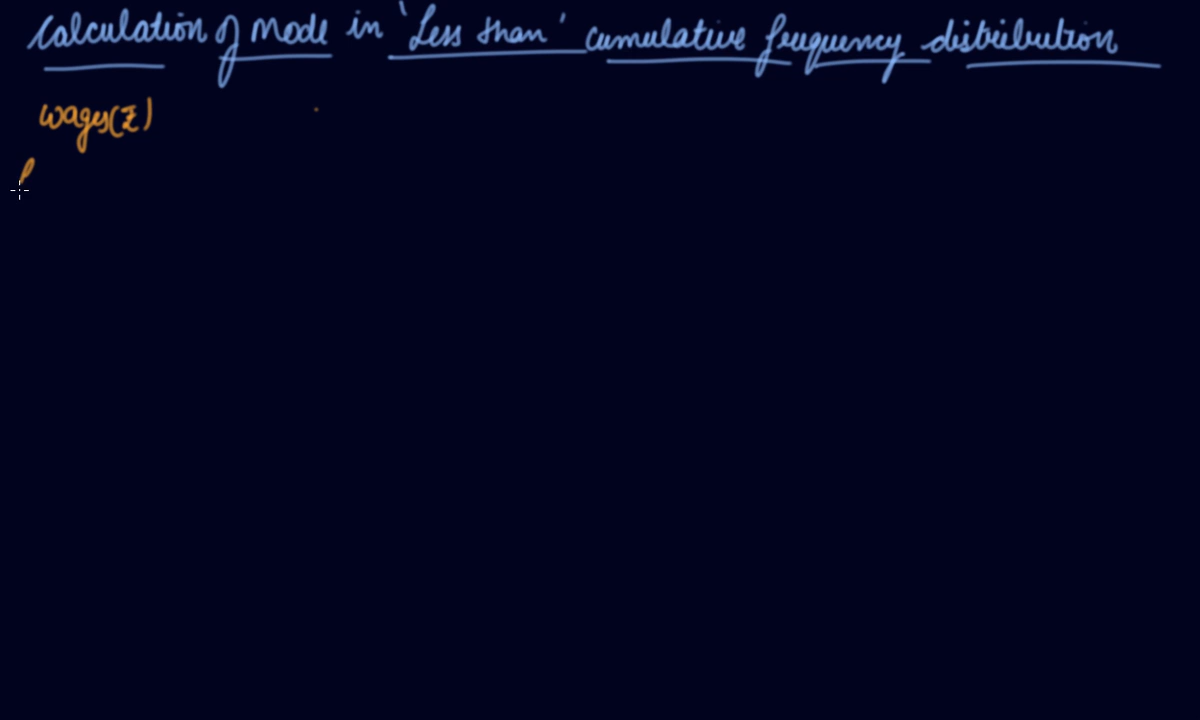 Calculation of Mode in 'Less than' cumulative frequency distribution
Wages(₹)